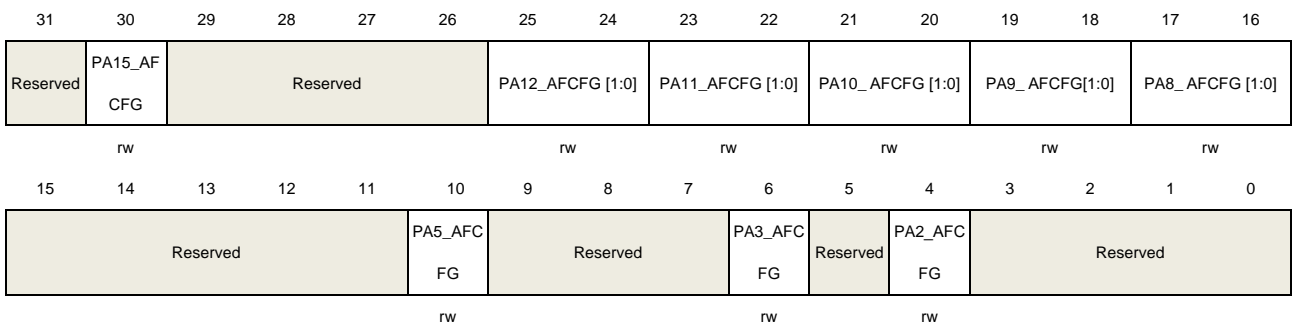 31 30 29 28 27 26 25 24 23 22 21 20 19 18 17 16
Reserved PA15_AF CFG Reserved PA12_AFCFG [1:0] PA11_AFCFG [1:0] PA10_ AFCFG [1:0] PA9_ AFCFG[1:0] PA8_ AFCFG [1:0]
rw rw rw rw rw rw
15 14 13 12 11 10 9 8 7 6 5 4 3 2 1 0
Reserved PA5_AFC FG Reserved PA3_AFC FG Reserved PA2_AFC FG Reserved
rw rw rw